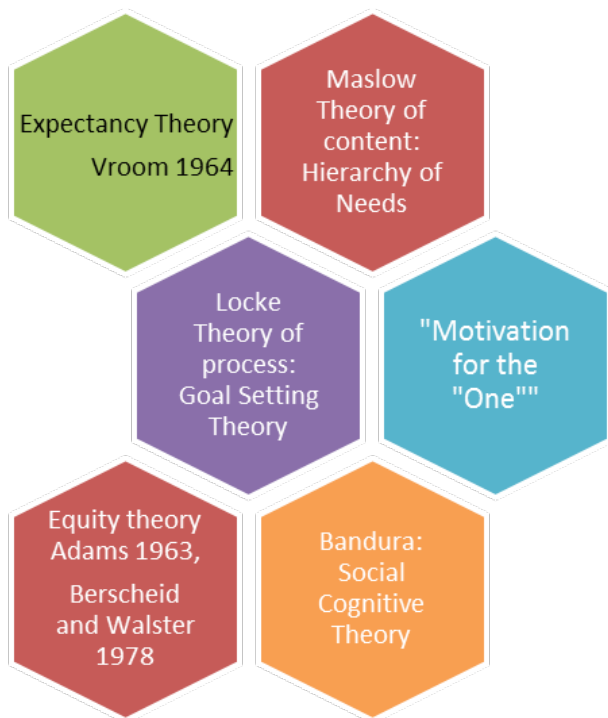 Expectancy Theory
Vroom 1964
Maslow
Theory of
content:
Hierarchy of
Needs
Locke
Theory of
process:
Goal Setting
Theory
"Motivation
for the
"One""
Equity theory
Adams 1963,
Berscheid
and Walster
1978
Bandura:
Social
Cognitive
Theory